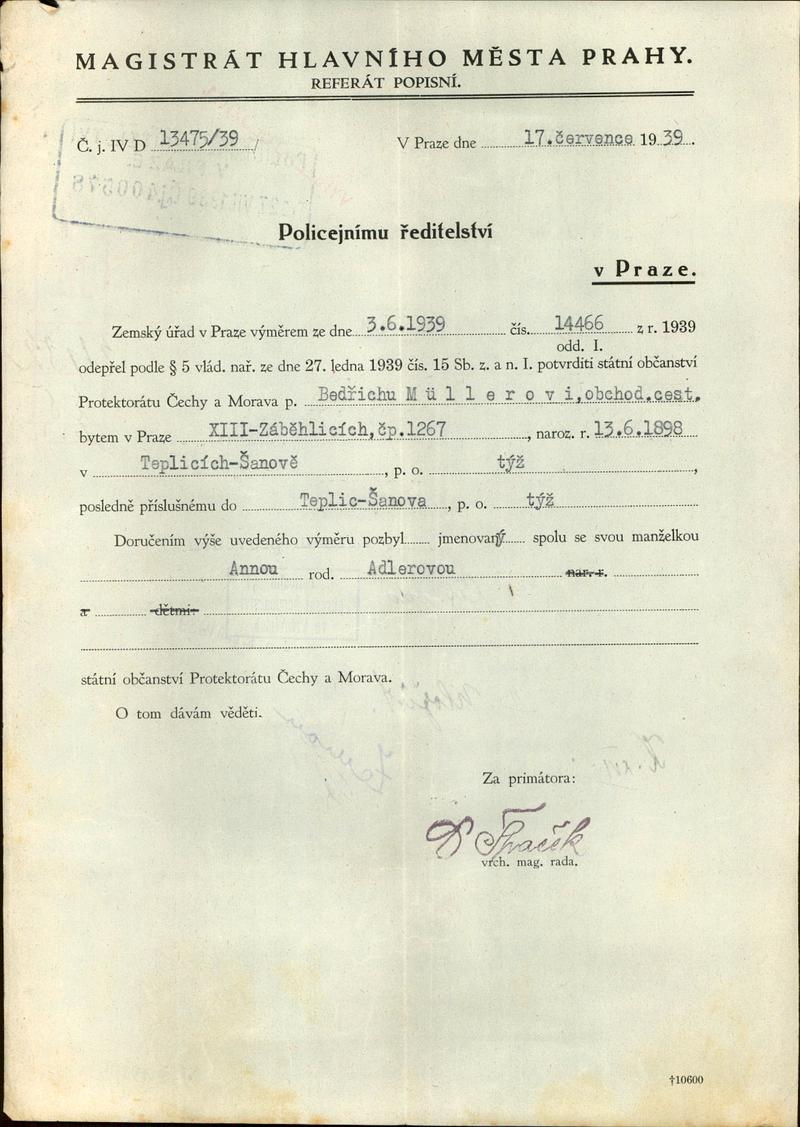 MAGISTRÁT HLAVNÍHO MĚSTA PRAHY.
REFERÁT POPISNÍ.
Č. j. IV D 13475/39 /
V Praze dne 17. července 1939.
Policejnímu ředitelství
v Praze.
Zemský úřad v Praze výměrem ze dne 3.6.1939 čís. 14466 z r. 1939
odd. I.
odepřel podle § 5 vlád. nař. ze dne 27. ledna 1939 čís. 15 Sb. z. a n. I. potvrditi státní občanství
Protektorátu Čechy a Morava p. Bedřichu M ü l l e r o v i, obchod.cest.
bytem v Praze XIII-Záběhlicích, čp.1267, naroz. r. 13.6.1898
v Teplicích-Šanově, p. o. týž,
posledně příslušnému do Teplic-Šanova, p. o. týž
Doručením výše uvedeného výměru pozbyl jmenovaný spolu se svou manželkou
Annou rod. Adlerovou nar. r.
a dětmi
státní občanství Protektorátu Čechy a Morava.
O tom dávám věděti.
Za primátora:
vrch. mag. rada.
†10600